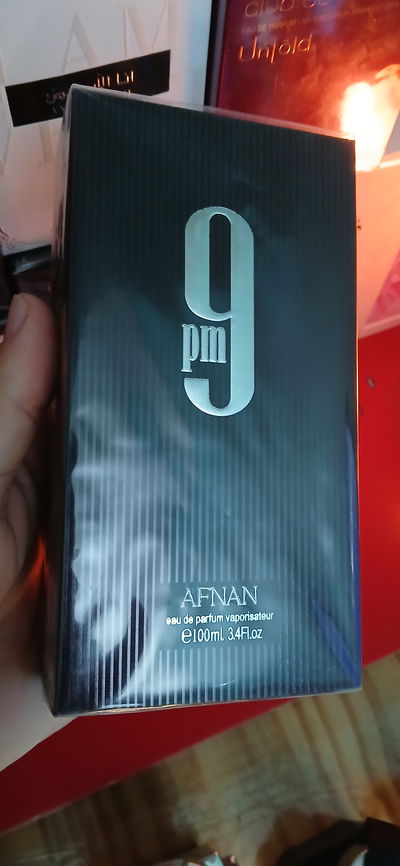 Unfold
9
pm
AFNAN
eau de parfum vaporisateur
℮100ml. 3.4Fl.oz